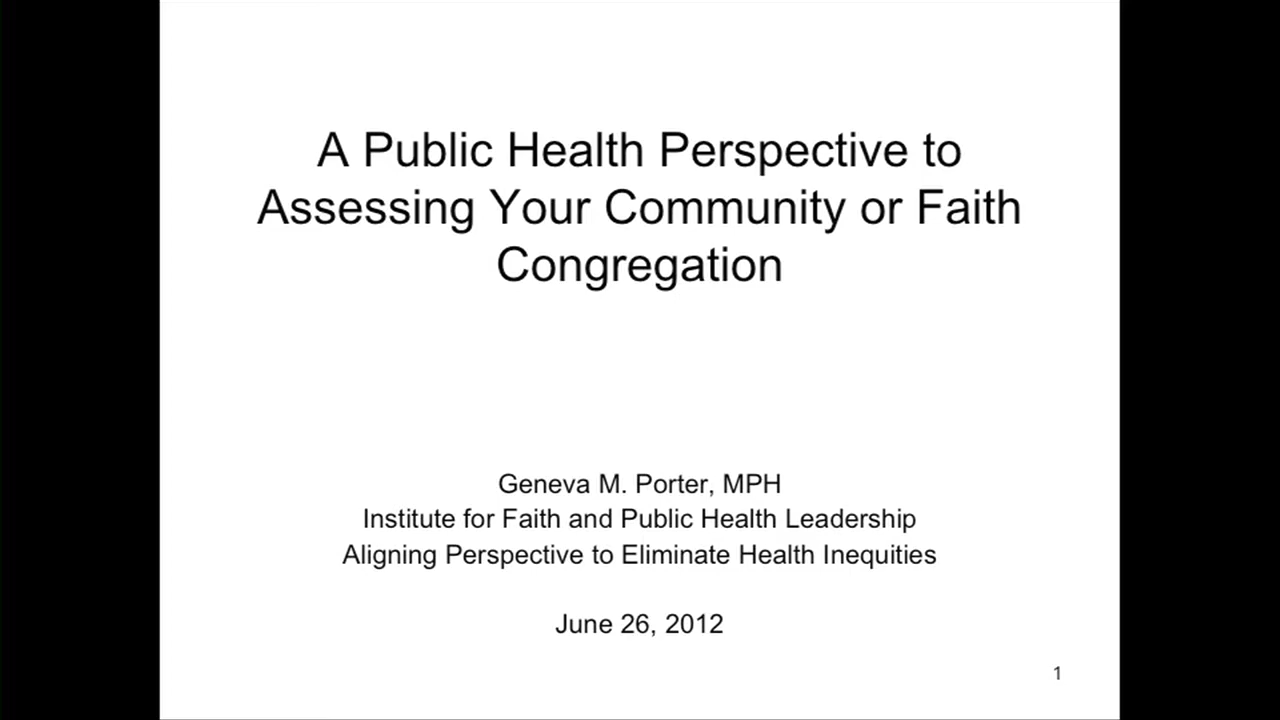 A Public Health Perspective to
Assessing Your Community or Faith
Congregation
Geneva M. Porter, MPH
Institute for Faith and Public Health Leadership
Aligning Perspective to Eliminate Health Inequities
June 26, 2012
1